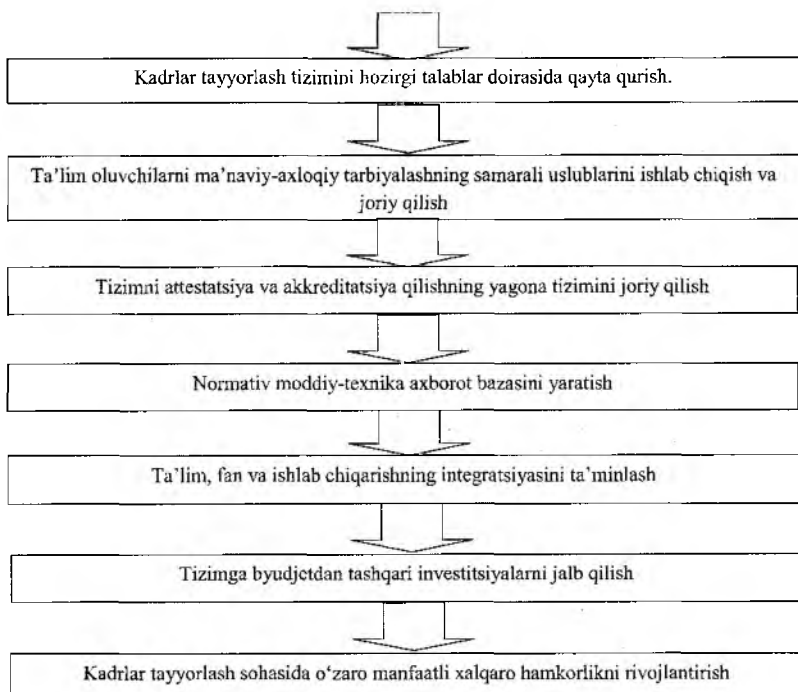 Kadrlar tayyorlash tizimini hozirgi talablar doirasida qayta qurish.
Ta’lim oluvchilarni ma’naviy-axloqiy tarbiyalashning samarali uslublarini ishlab chiqish va
joriy qilish
Tizimni attestatsiya va akkreditatsiya qilishning yagona tizimini joriy qilish
Normativ moddiy-texnika axborot bazasini yaratish
Ta’lim, fan va ishlab chiqarishning integratsiyasini ta’minlash
Tizimga byudjetdan tashqari investitsiyalarni jalb qilish
Kadrlar tayyorlash sohasida o‘zaro manfaatli xalqaro hamkorlikni rivojlantirish